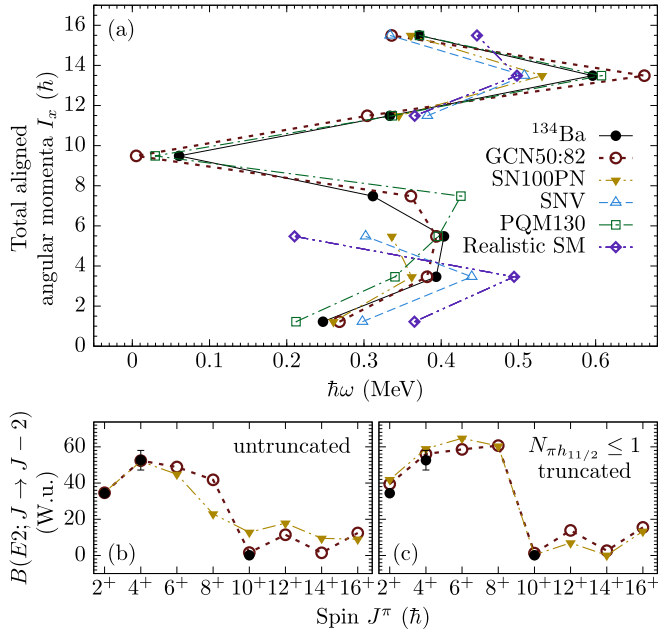 (a)
Total aligned
angular momenta I_x (ħ)
16
14
12
10
8
6
4
2
0
¹³⁴Ba
GCN50:82
SN100PN
SNV
PQM130
Realistic SM
0 0.1 0.2 0.3 0.4 0.5 0.6
ħω (MeV)
B(E2; J → J − 2)
(W.u.)
60
40
20
0
untruncated
(b)
N_{πh_{11/2}} ≤ 1
truncated
(c)
2⁺ 4⁺ 6⁺ 8⁺ 10⁺ 12⁺ 14⁺ 16⁺ 2⁺ 4⁺ 6⁺ 8⁺ 10⁺ 12⁺ 14⁺ 16⁺
Spin J^π (ħ)